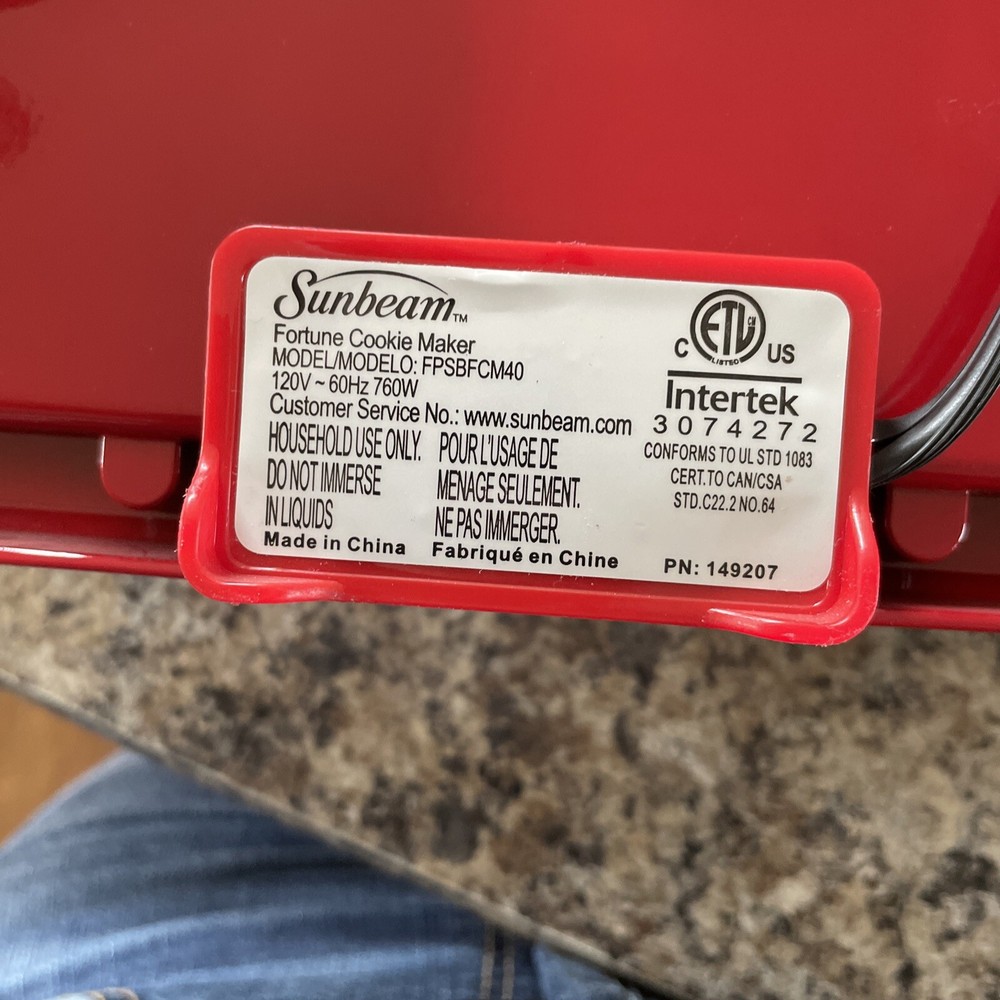 Sunbeam™
Fortune Cookie Maker
MODEL/MODELO: FPSBFCM40
120V ~ 60Hz 760W
Customer Service No.: www.sunbeam.com
HOUSEHOLD USE ONLY.
DO NOT IMMERSE
IN LIQUIDS
Made in China
POUR L'USAGE DE
MENAGE SEULEMENT.
NE PAS IMMERGER.
Fabriqué en Chine
ETL CM
LISTED
C US
Intertek
3074272
CONFORMS TO UL STD 1083
CERT.TO CAN/CSA
STD.C22.2 NO.64
PN: 149207